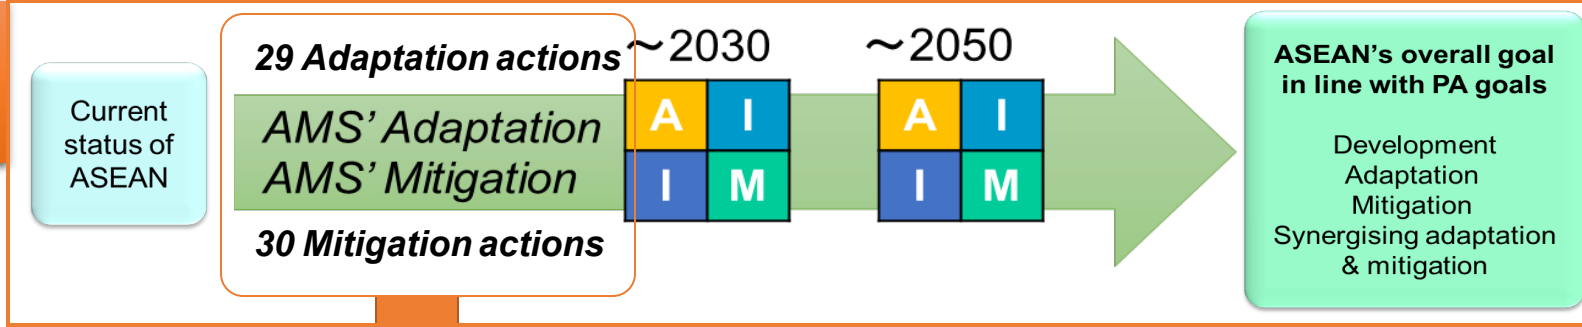 Current
status of
ASEAN
29 Adaptation actions
AMS' Adaptation
AMS' Mitigation
30 Mitigation actions
~2030
A I
I M
~2050
A I
I M
ASEAN's overall goal
in line with PA goals
Development
Adaptation
Mitigation
Synergising adaptation
& mitigation